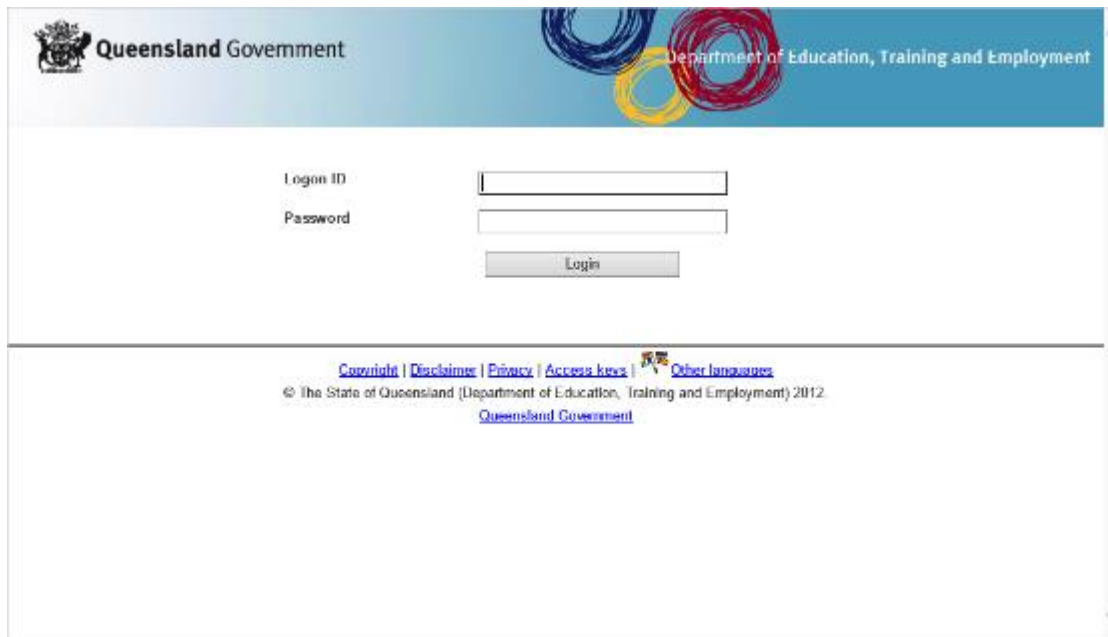 Queensland Government
Department of Education, Training and Employment
Logon ID
Password
Login
Copyright | Disclaimer | Privacy | Access keys | Other languages
© The State of Queensland (Department of Education, Training and Employment) 2012.
Queensland Government